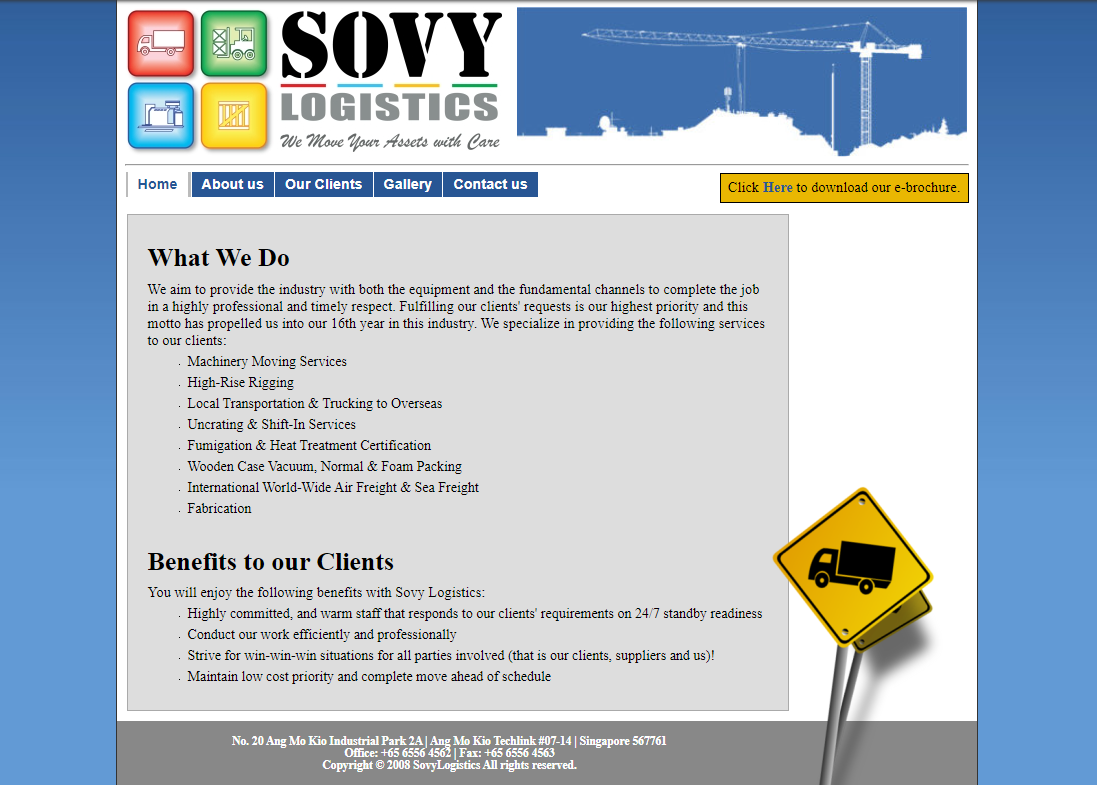 SOVY
LOGISTICS
We Move Your Assets with Care
Home About us Our Clients Gallery Contact us
Click Here to download our e-brochure.
What We Do
We aim to provide the industry with both the equipment and the fundamental channels to complete the job
in a highly professional and timely respect. Fulfilling our clients' requests is our highest priority and this
motto has propelled us into our 16th year in this industry. We specialize in providing the following services
to our clients:
. Machinery Moving Services
. High-Rise Rigging
. Local Transportation & Trucking to Overseas
. Uncrating & Shift-In Services
. Fumigation & Heat Treatment Certification
. Wooden Case Vacuum, Normal & Foam Packing
. International World-Wide Air Freight & Sea Freight
. Fabrication
Benefits to our Clients
You will enjoy the following benefits with Sovy Logistics:
. Highly committed, and warm staff that responds to our clients' requirements on 24/7 standby readiness
. Conduct our work efficiently and professionally
. Strive for win-win-win situations for all parties involved (that is our clients, suppliers and us)!
. Maintain low cost priority and complete move ahead of schedule
No. 20 Ang Mo Kio Industrial Park 2A | Ang Mo Kio Techlink #07-14 | Singapore 567761
Office: +65 6556 4562 | Fax: +65 6556 4563
Copyright © 2008 SovyLogistics All rights reserved.